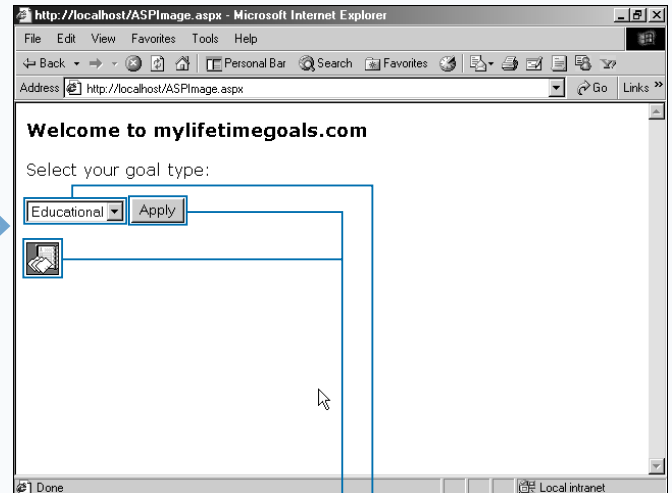 http://localhost/ASPImage.aspx - Microsoft Internet Explorer
File Edit View Favorites Tools Help
Back Personal Bar Search Favorites
Address http://localhost/ASPImage.aspx Go Links »
Welcome to mylifetimegoals.com
Select your goal type:
Educational Apply
Done Local intranet